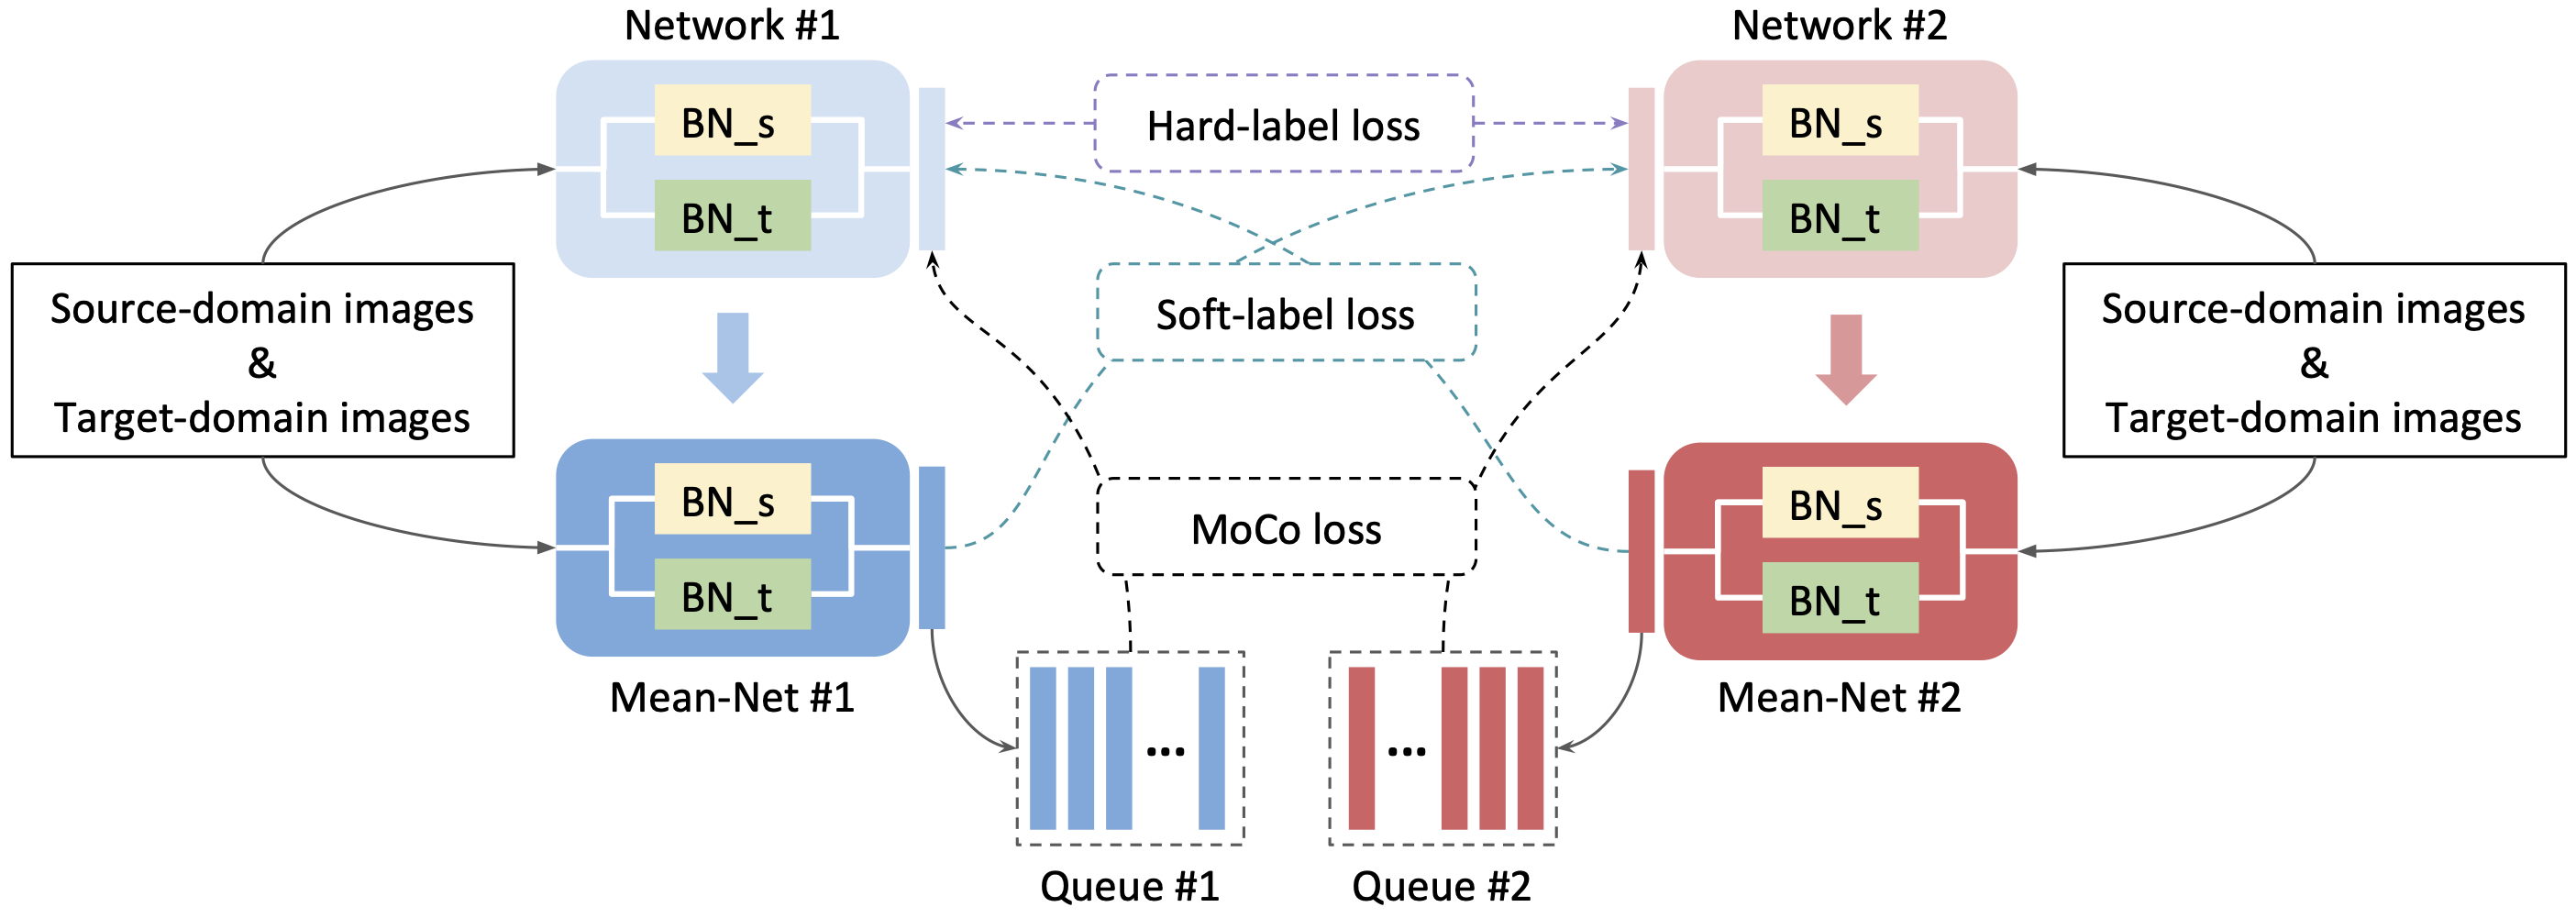 Network #1
Network #2
BN_s
BN_t
Hard-label loss
BN_s
BN_t
Source-domain images
&
Target-domain images
Soft-label loss
Source-domain images
&
Target-domain images
BN_s
BN_t
MoCo loss
BN_s
BN_t
Mean-Net #1
Mean-Net #2
...
...
Queue #1
Queue #2